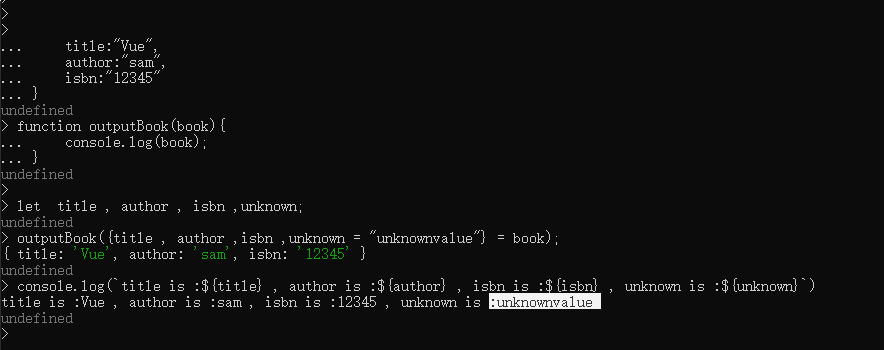 >
>
...     title:"Vue",
...     author:"sam",
...     isbn:"12345"
... }
undefined
> function outputBook(book){
...     console.log(book);
... }
undefined
>
> let  title , author , isbn ,unknown;
undefined
> outputBook({title , author ,isbn ,unknown = "unknownvalue"} = book);
{ title: 'Vue', author: 'sam', isbn: '12345' }
undefined
> console.log(`title is :${title} , author is :${author} , isbn is :${isbn} , unknown is :${unknown}`)
title is :Vue , author is :sam , isbn is :12345 , unknown is :unknownvalue
undefined
>